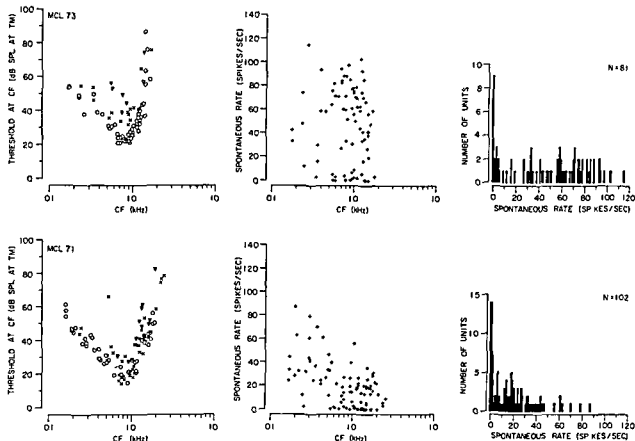 MCL 73
THRESHOLD AT CF [dB SPL AT TM]
100
80
60
40
20
0
0.1
1.0
10
CF (kHz)
SPONTANEOUS RATE (SPIKES/SEC)
140
120
100
80
60
40
20
0
0.1
1.0
10
CF (kHz)
N=81
NUMBER OF UNITS
10
8
6
4
2
0
0 20 40 60 80 100 120
SPONTANEOUS RATE (SP KES/SEC)
MCL 71
THRESHOLD AT CF (dB SPL AT TM)
100
80
60
40
20
0
0.1
1.0
10
CF (kHz)
SPONTANEOUS RATE (SPIKES/SEC)
140
120
100
80
60
40
20
0
0.1
1.0
10
CF (kHz)
N=102
NUMBER OF UNITS
15
10
5
0
0 20 40 60 80 100 120
SPONTANEOUS RATE (SP KES/SEC)